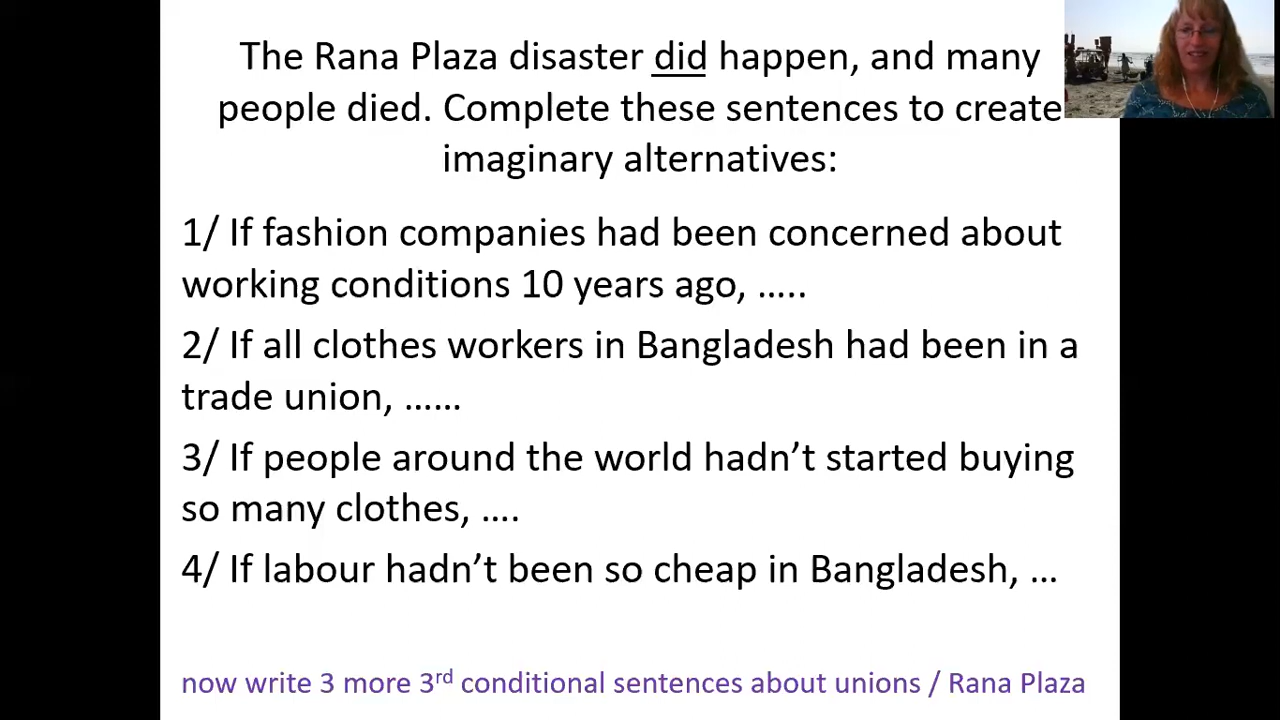 The Rana Plaza disaster did happen, and many
people died. Complete these sentences to create
imaginary alternatives:
1/ If fashion companies had been concerned about
working conditions 10 years ago, …..
2/ If all clothes workers in Bangladesh had been in a
trade union, ……
3/ If people around the world hadn’t started buying
so many clothes, ….
4/ If labour hadn’t been so cheap in Bangladesh, …
now write 3 more 3rd conditional sentences about unions / Rana Plaza